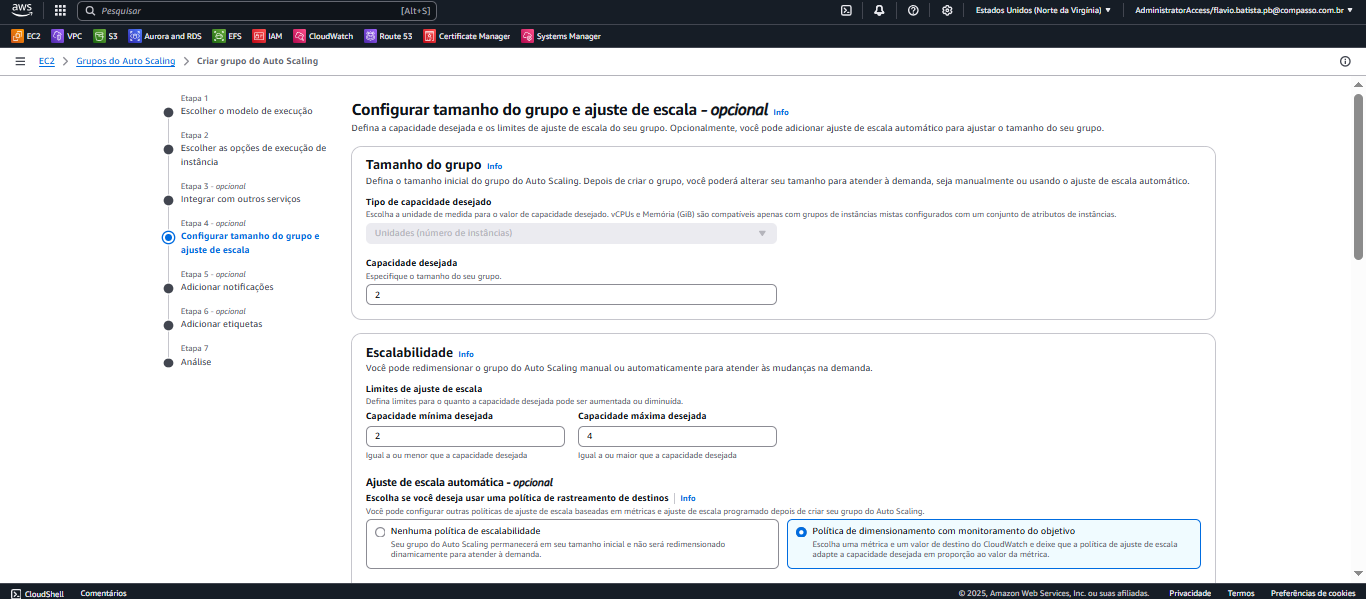 aws
Pesquisar
[Alt+S]
Estados Unidos (Norte da Virgínia) ▼
AdministratorAccess/flavio.batista.pb@compasso.com.br ▼
EC2
VPC
S3
Aurora and RDS
EFS
IAM
CloudWatch
Route 53
Certificate Manager
Systems Manager
EC2 > Grupos do Auto Scaling > Criar grupo do Auto Scaling
Etapa 1
Escolher o modelo de execução
Etapa 2
Escolher as opções de execução de
instância
Etapa 3 - opcional
Integrar com outros serviços
Etapa 4 - opcional
Configurar tamanho do grupo e
ajuste de escala
Etapa 5 - opcional
Adicionar notificações
Etapa 6 - opcional
Adicionar etiquetas
Etapa 7
Análise
Configurar tamanho do grupo e ajuste de escala - opcional Info
Defina a capacidade desejada e os limites de ajuste de escala do seu grupo. Opcionalmente, você pode adicionar ajuste de escala automático para ajustar o tamanho do seu grupo.
Tamanho do grupo Info
Defina o tamanho inicial do grupo do Auto Scaling. Depois de criar o grupo, você poderá alterar seu tamanho para atender à demanda, seja manualmente ou usando o ajuste de escala automático.
Tipo de capacidade desejado
Escolha a unidade de medida para o valor de capacidade desejado. vCPUs e Memória (GiB) são compatíveis apenas com grupos de instâncias mistas configurados com um conjunto de atributos de instâncias.
Unidades (número de instâncias)
Capacidade desejada
Especifique o tamanho do seu grupo.
2
Escalabilidade Info
Você pode redimensionar o grupo do Auto Scaling manual ou automaticamente para atender às mudanças na demanda.
Limites de ajuste de escala
Defina limites para o quanto a capacidade desejada pode ser aumentada ou diminuída.
Capacidade mínima desejada
2
Igual a ou menor que a capacidade desejada
Capacidade máxima desejada
4
Igual a ou maior que a capacidade desejada
Ajuste de escala automática - opcional
Escolha se você deseja usar uma política de rastreamento de destinos | Info
Você pode configurar outras políticas de ajuste de escala baseadas em métricas e ajuste de escala programado depois de criar seu grupo do Auto Scaling.
Nenhuma política de escalabilidade
Seu grupo do Auto Scaling permanecerá em seu tamanho inicial e não será redimensionado
dinamicamente para atender à demanda.
Política de dimensionamento com monitoramento do objetivo
Escolha uma métrica e um valor de destino do CloudWatch e deixe que a política de ajuste de escala
adapte a capacidade desejada em proporção ao valor da métrica.
CloudShell
Comentários
© 2025, Amazon Web Services, Inc. ou suas afiliadas.
Privacidade
Termos
Preferências de cookies